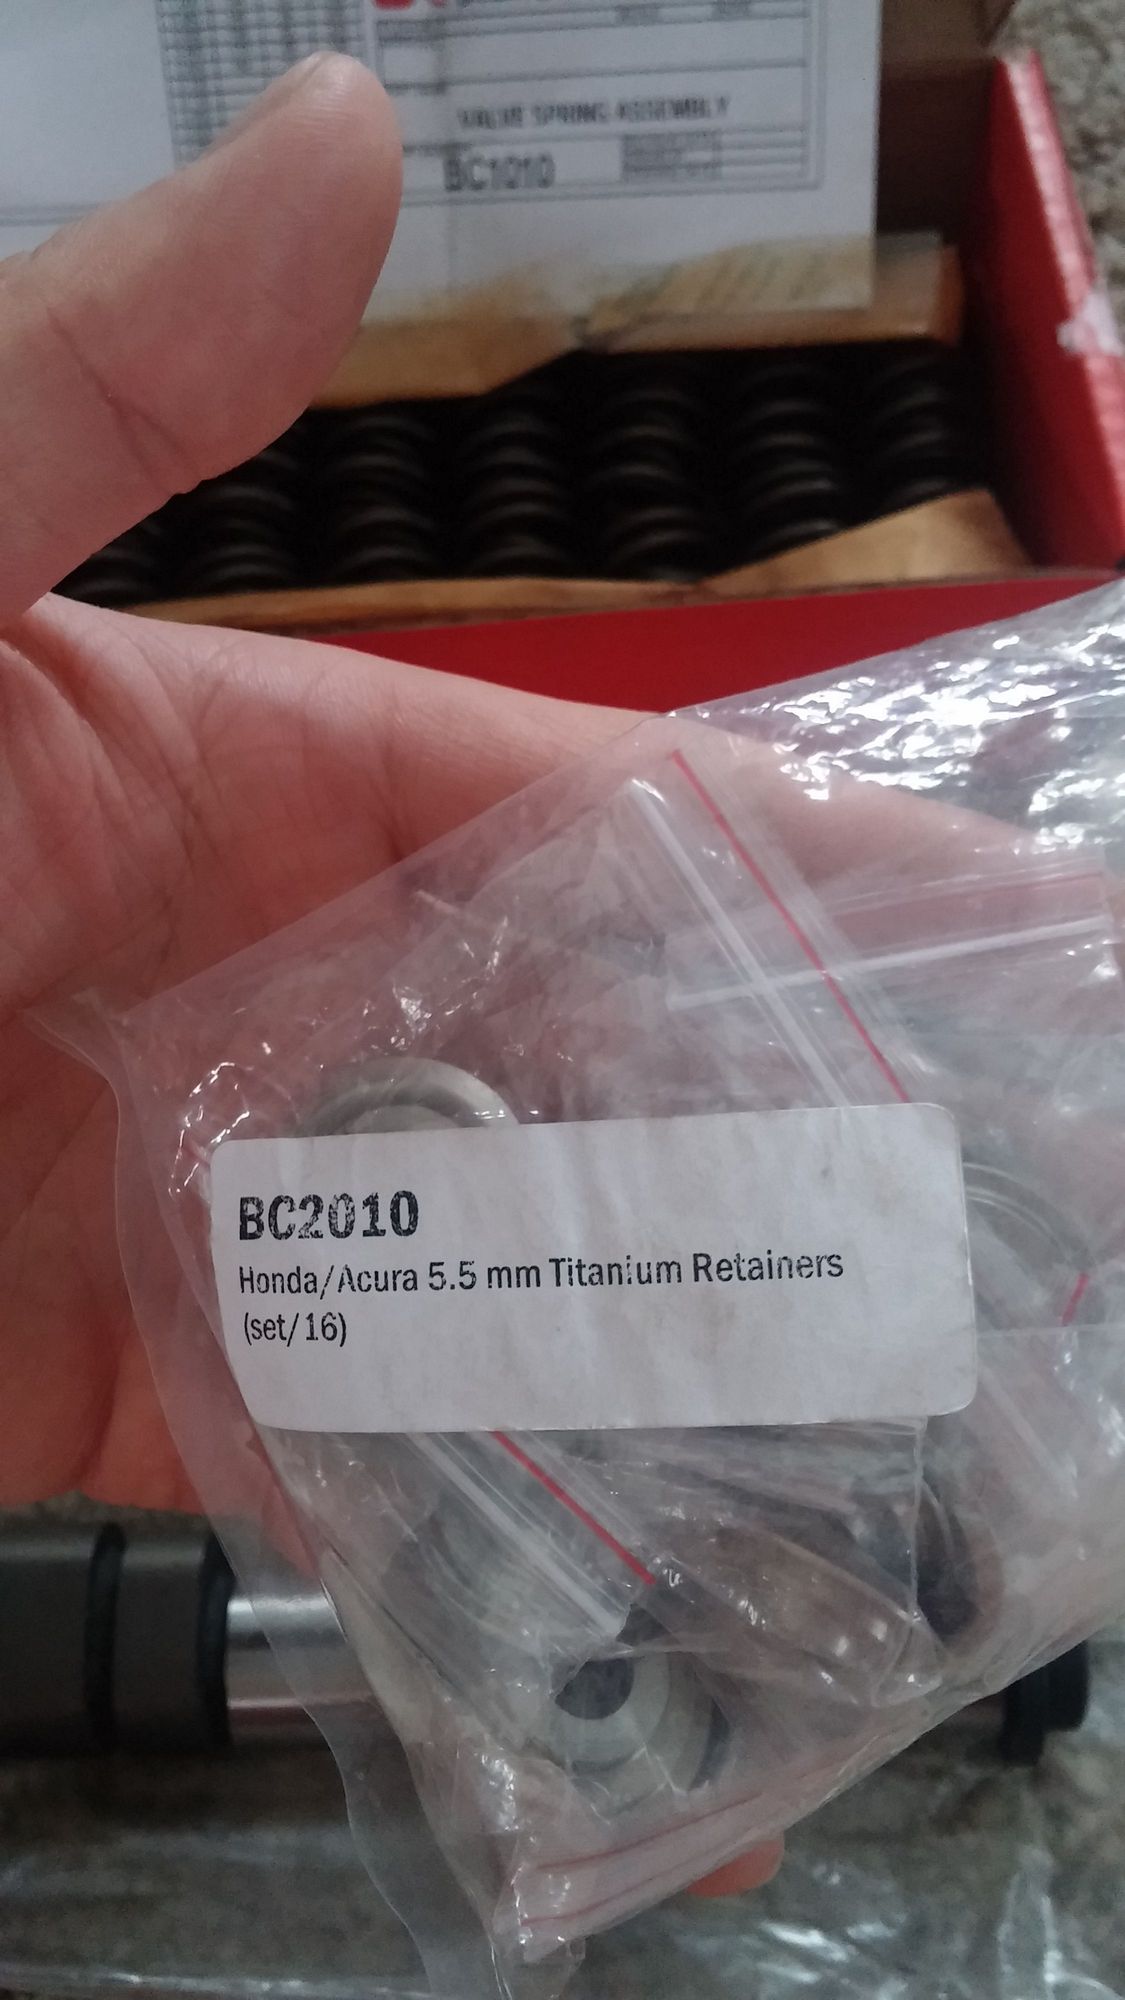 VALVE SPRING ASSEMBLY
BC1010
BC2010
Honda/Acura 5.5 mm Titanium Retainers
(set/16)